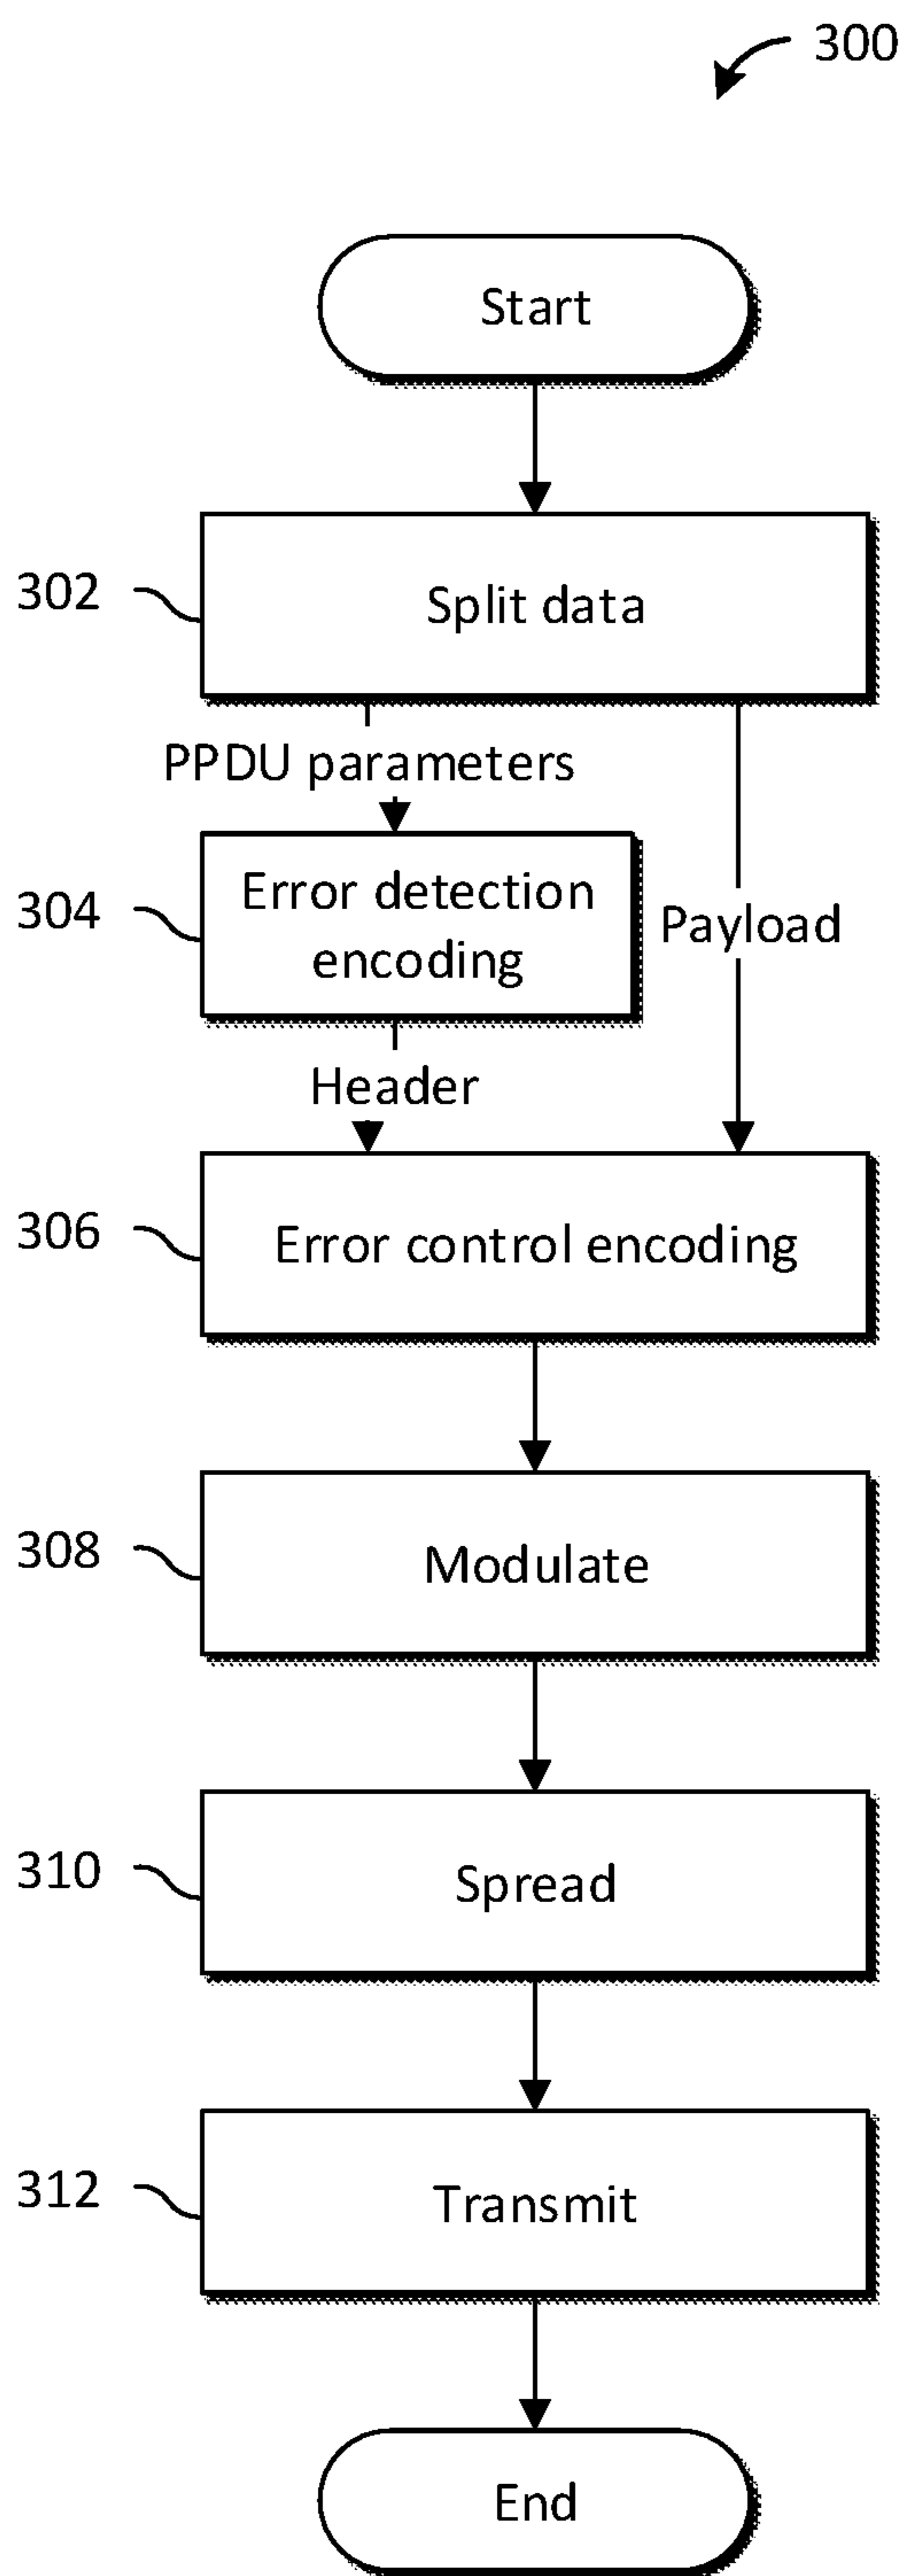 300
Start
302
Split data
PPDU parameters
304
Error detection
encoding
Payload
Header
306
Error control encoding
308
Modulate
310
Spread
312
Transmit
End